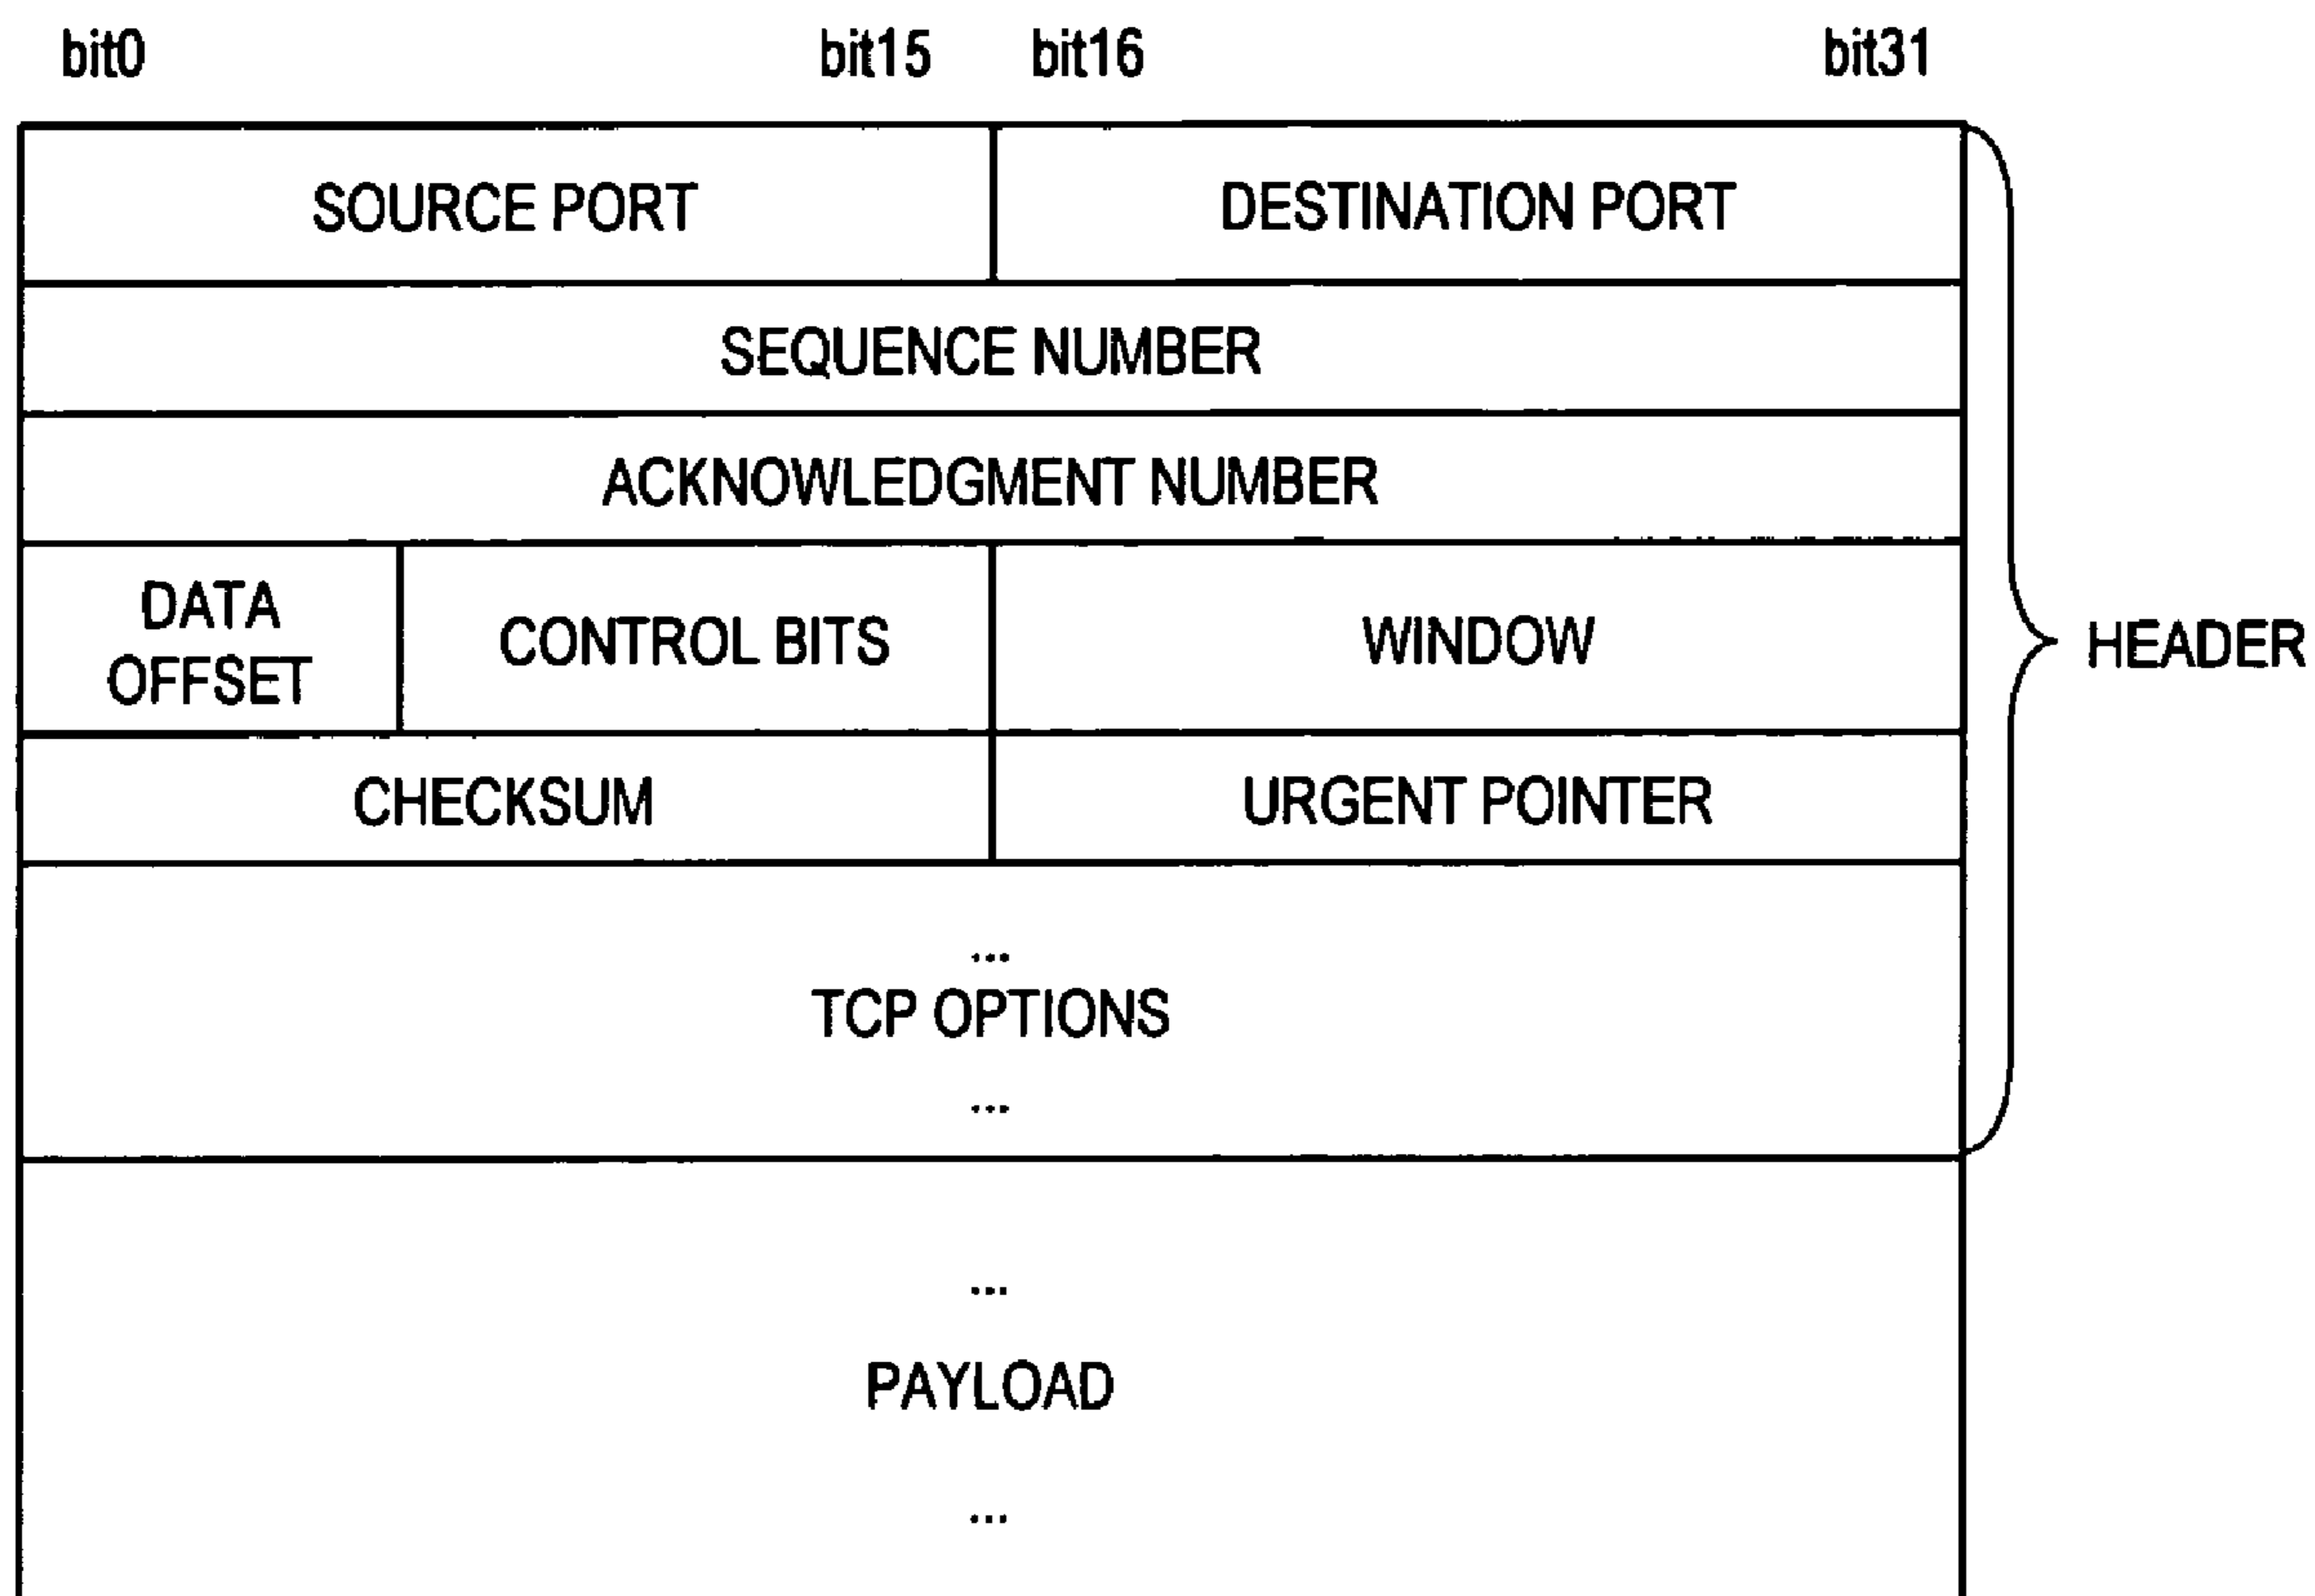 bit0 bit15 bit16 bit31
SOURCE PORT DESTINATION PORT
SEQUENCE NUMBER
ACKNOWLEDGMENT NUMBER
DATA
OFFSET
CONTROL BITS
WINDOW
HEADER
CHECKSUM URGENT POINTER
...
TCP OPTIONS
...
...
PAYLOAD
...